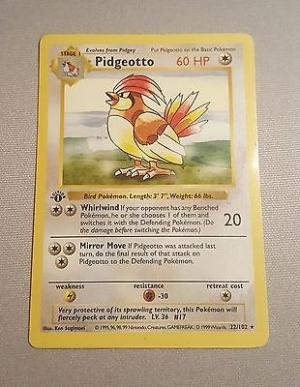 STAGE 1
Evolves from Pidgey
Put Pidgeotto on the Basic Pokémon
Pidgeotto 60 HP
Bird Pokémon. Length: 3' 7", Weight: 66 lbs.
Whirlwind If your opponent has any Benched
Pokémon, he or she chooses 1 of them and
switches it with the Defending Pokémon. (Do
the damage before switching the Pokémon.)
20
Mirror Move If Pidgeotto was attacked last
turn, do the final result of that attack on
Pidgeotto to the Defending Pokémon.
weakness resistance retreat cost
-30
Very protective of its sprawling territory, this Pokémon will
fiercely peck at any intruder. LV. 36 #17
Illus. Ken Sugimori © 1995, 96, 98, 99 Nintendo, Creatures, GAMEFREAK. © 1999 Wizards. 22/102